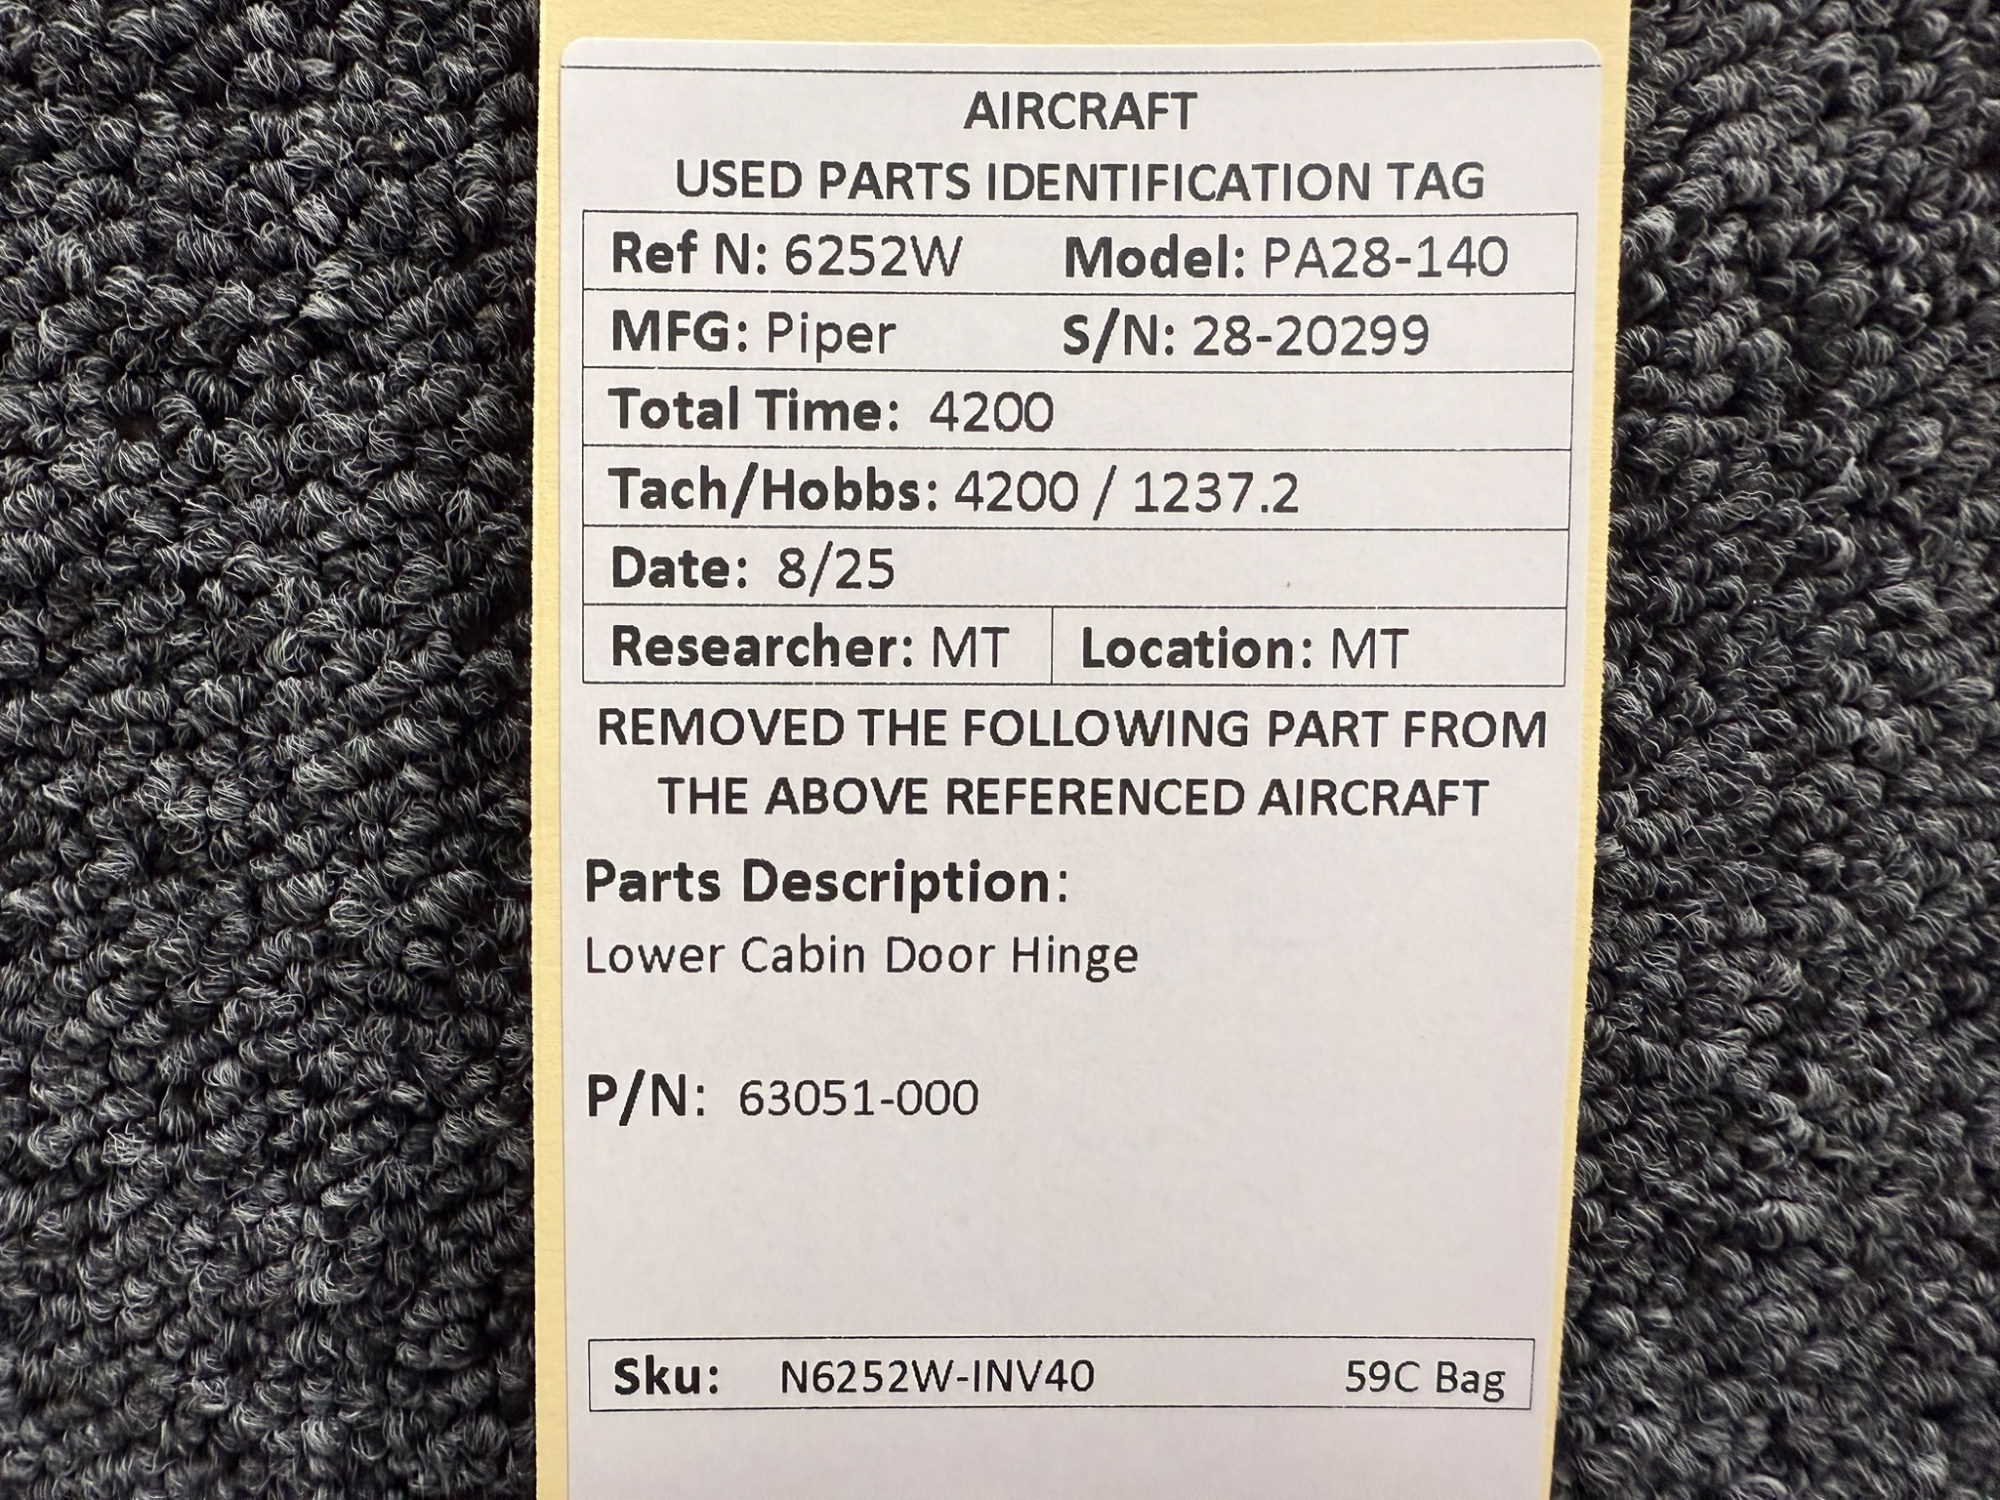 AIRCRAFT
USED PARTS IDENTIFICATION TAG
Ref N: 6252W Model: PA28-140
MFG: Piper S/N: 28-20299
Total Time: 4200
Tach/Hobbs: 4200 / 1237.2
Date: 8/25
Researcher: MT Location: MT
REMOVED THE FOLLOWING PART FROM
THE ABOVE REFERENCED AIRCRAFT
Parts Description:
Lower Cabin Door Hinge
P/N: 63051-000
Sku: N6252W-INV40 59C Bag